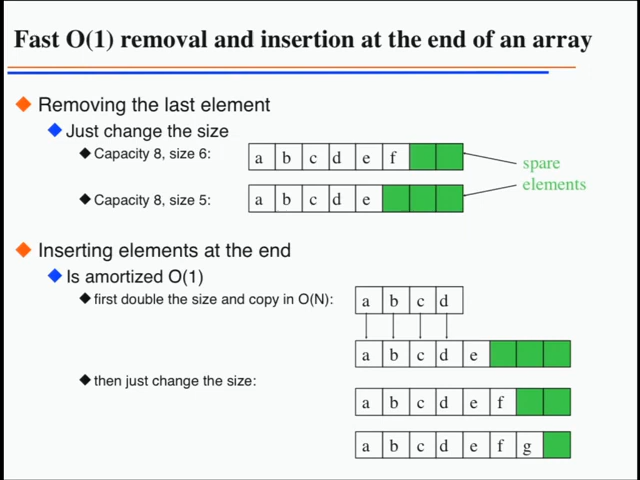 Fast O(1) removal and insertion at the end of an array
Removing the last element
Just change the size
Capacity 8, size 6: a b c d e f
spare
elements
Capacity 8, size 5: a b c d e
Inserting elements at the end
Is amortized O(1)
first double the size and copy in O(N): a b c d
a b c d e
then just change the size:
a b c d e f
a b c d e f g